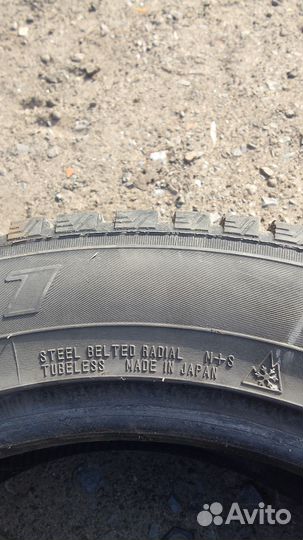 STEEL BELTED RADIAL M+S
TUBELESS MADE IN JAPAN
Avito